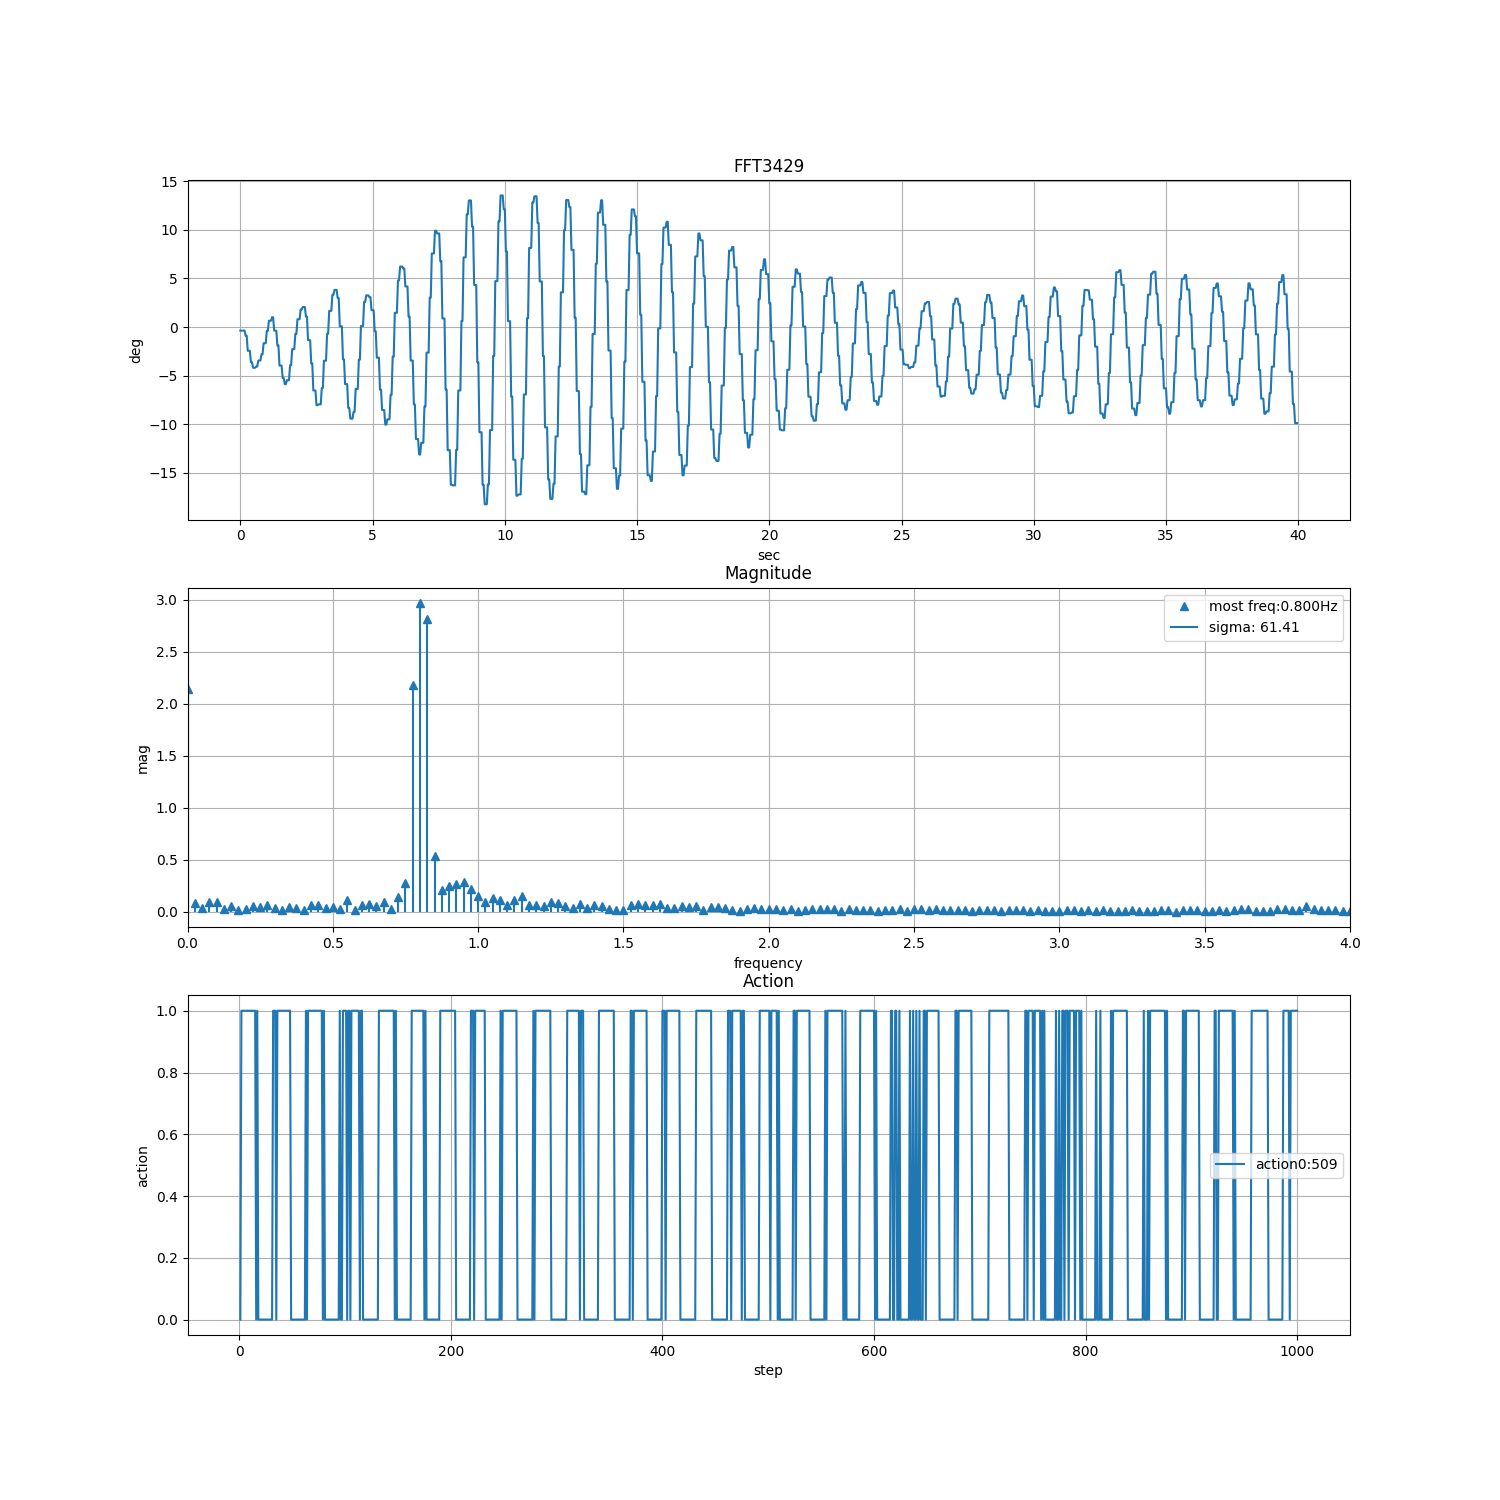 FFT3429
15
10
5
0
−5
−10
−15
deg
0 5 10 15 20 25 30 35 40
sec
Magnitude
3.0
2.5
2.0
1.5
1.0
0.5
0.0
mag
most freq:0.800Hz
sigma: 61.41
0.0 0.5 1.0 1.5 2.0 2.5 3.0 3.5 4.0
frequency
Action
1.0
0.8
0.6
0.4
0.2
0.0
action
action0:509
0 200 400 600 800 1000
step